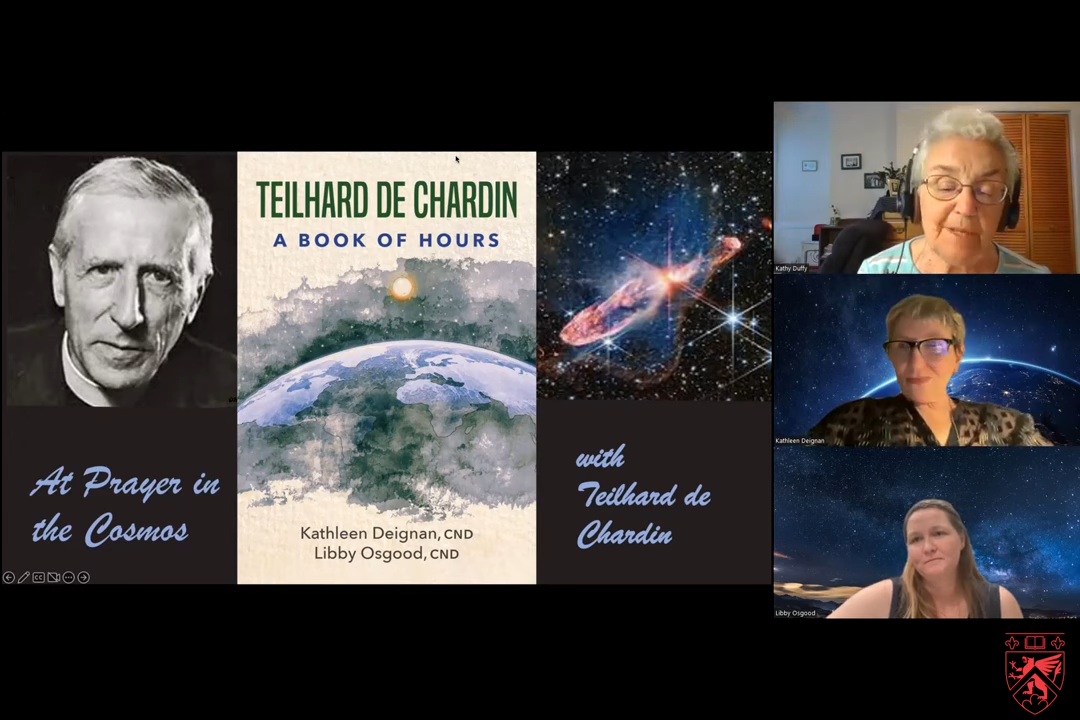 TEILHARD DE CHARDIN
A BOOK OF HOURS
At Prayer in
the Cosmos
Kathleen Deignan, CND
Libby Osgood, CND
with
Teilhard de
Chardin
CC
Kathy Duffy
Kathleen Deignan
Libby Osgood